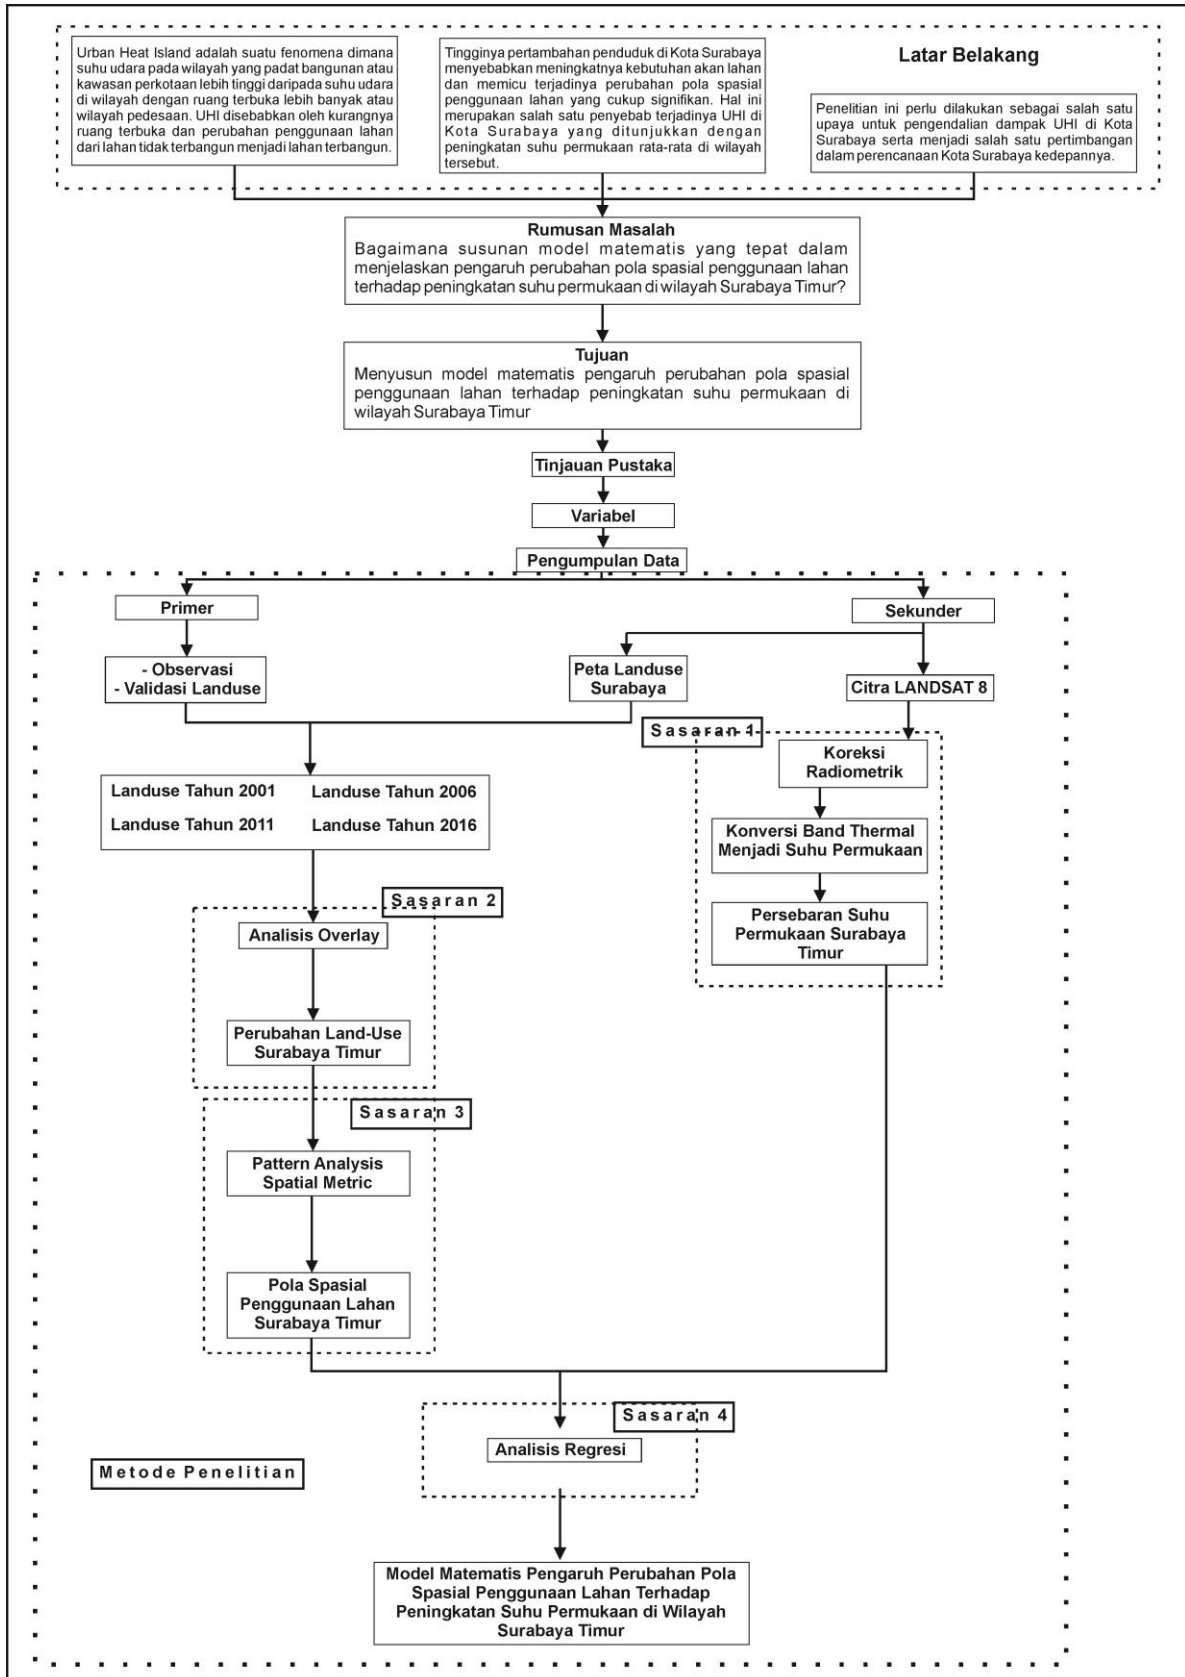 Urban Heat Island adalah suatu fenomena dimana
suhu udara pada wilayah yang padat bangunan atau
kawasan perkotaan lebih tinggi daripada suhu udara
di wilayah dengan ruang terbuka lebih banyak atau
wilayah pedesaan. UHI disebabkan oleh kurangnya
ruang terbuka dan perubahan penggunaan lahan
dari lahan tidak terbangun menjadi lahan terbangun.
Tingginya pertambahan penduduk di Kota Surabaya
menyebabkan meningkatnya kebutuhan akan lahan
dan memicu terjadinya perubahan pola spasial
penggunaan lahan yang cukup signifikan. Hal ini
merupakan salah satu penyebab terjadinya UHI di
Kota Surabaya yang ditunjukkan dengan
peningkatan suhu permukaan rata-rata di wilayah
tersebut.
Latar Belakang
Penelitian ini perlu dilakukan sebagai salah satu
upaya untuk pengendalian dampak UHI di Kota
Surabaya serta menjadi salah satu pertimbangan
dalam perencanaan Kota Surabaya kedepannya.
Rumusan Masalah
Bagaimana susunan model matematis yang tepat dalam
menjelaskan pengaruh perubahan pola spasial penggunaan lahan
terhadap peningkatan suhu permukaan di wilayah Surabaya Timur?
Tujuan
Menyusun model matematis pengaruh perubahan pola spasial
penggunaan lahan terhadap peningkatan suhu permukaan di
wilayah Surabaya Timur
Tinjauan Pustaka
Variabel
Pengumpulan Data
Primer
Sekunder
- Observasi
- Validasi Landuse
Peta Landuse
Surabaya
Citra LANDSAT 8
Sasaran 1
Koreksi
Radiometrik
Landuse Tahun 2001
Landuse Tahun 2006
Landuse Tahun 2011
Landuse Tahun 2016
Konversi Band Thermal
Menjadi Suhu Permukaan
Sasaran 2
Analisis Overlay
Persebaran Suhu
Permukaan Surabaya
Timur
Perubahan Land-Use
Surabaya Timur
Sasaran 3
Pattern Analysis
Spatial Metric
Pola Spasial
Penggunaan Lahan
Surabaya Timur
Sasaran 4
Analisis Regresi
Metode Penelitian
Model Matematis Pengaruh Perubahan Pola
Spasial Penggunaan Lahan Terhadap
Peningkatan Suhu Permukaan di Wilayah
Surabaya Timur